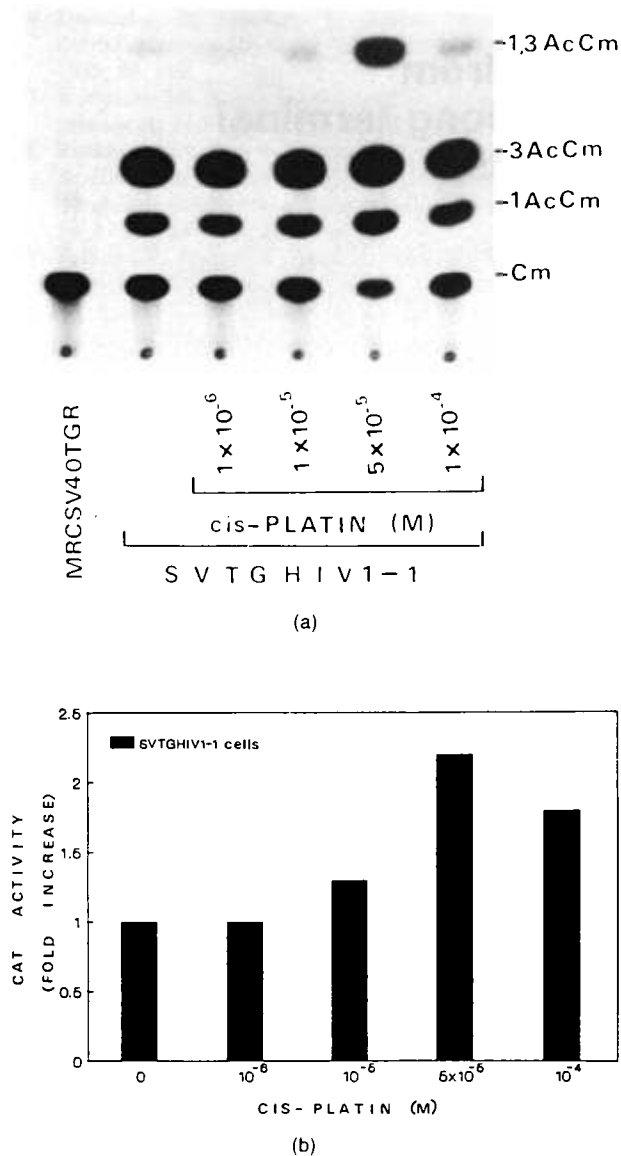 -1,3 AcCm
-3AcCm
-1AcCm
-Cm
MRCSV40TGR
1×10⁻⁶
1×10⁻⁵
5×10⁻⁵
1×10⁻⁴
cis-PLATIN (M)
SVTGHIV1-1
(a)
2.5
2
1.5
1
0.5
0
SVTGHIV1-1 cells
CAT ACTIVITY
(FOLD INCREASE)
0 10⁻⁶ 10⁻⁵ 5×10⁻⁵ 10⁻⁴
CIS-PLATIN (M)
(b)